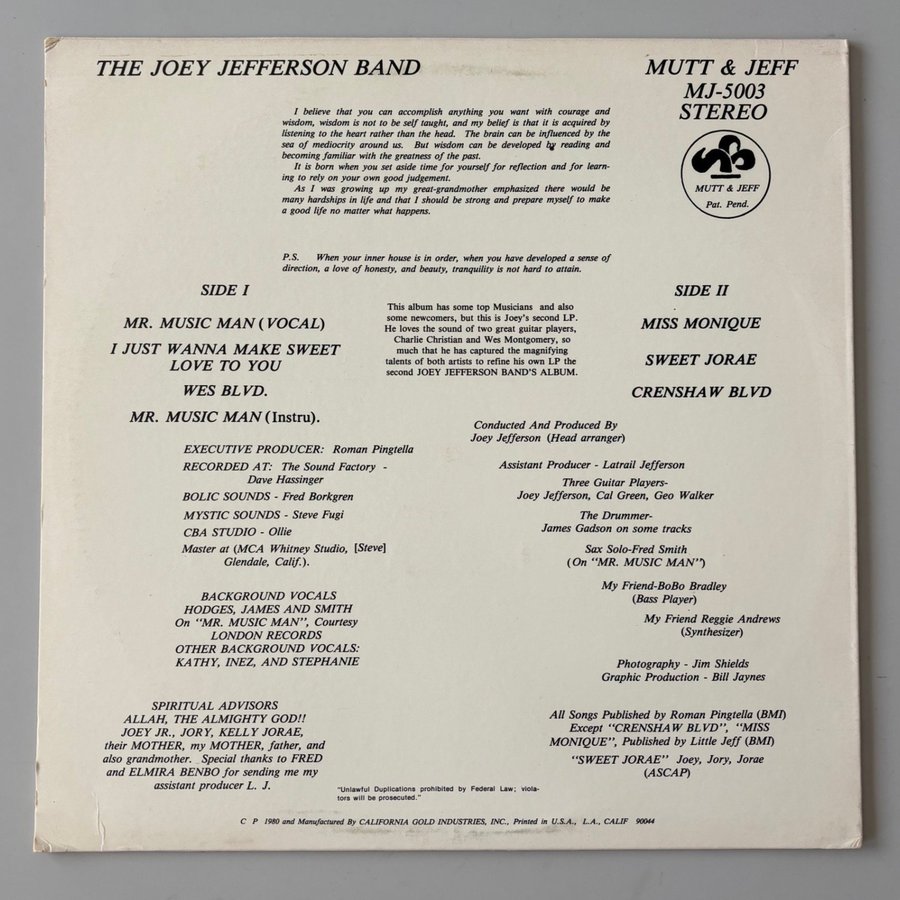 THE JOEY JEFFERSON BAND
MUTT & JEFF
MJ-5003
STEREO
MUTT & JEFF
Pat. Pend.
I believe that you can accomplish anything you want with courage and
wisdom, wisdom is not to be self taught, and my belief is that it is acquired by
listening to the heart rather than the head. The brain can be influenced by the
sea of mediocrity around us. But wisdom can be developed by reading and
becoming familiar with the greatness of the past.
It is born when you set aside time for yourself for reflection and for learn-
ing to rely on your own good judgement.
As I was growing up my great-grandmother emphasized there would be
many hardships in life and that I should be strong and prepare myself to make
a good life no matter what happens.
P.S. When your inner house is in order, when you have developed a sense of
direction, a love of honesty, and beauty, tranquility is not hard to attain.
SIDE I
MR. MUSIC MAN (VOCAL)
I JUST WANNA MAKE SWEET
LOVE TO YOU
WES BLVD.
MR. MUSIC MAN (Instru).
This album has some top Musicians and also
some newcomers, but this is Joey's second LP.
He loves the sound of two great guitar players,
Charlie Christian and Wes Montgomery, so
much that he has captured the magnifying
talents of both artists to refine his own LP the
second JOEY JEFFERSON BAND'S ALBUM.
SIDE II
MISS MONIQUE
SWEET JORAE
CRENSHAW BLVD
EXECUTIVE PRODUCER: Roman Pingtella
RECORDED AT: The Sound Factory -
Dave Hassinger
BOLIC SOUNDS - Fred Borkgren
MYSTIC SOUNDS - Steve Fugi
CBA STUDIO - Ollie
Master at (MCA Whitney Studio, [Steve]
Glendale, Calif.).
BACKGROUND VOCALS
HODGES, JAMES AND SMITH
On "MR. MUSIC MAN", Courtesy
LONDON RECORDS
OTHER BACKGROUND VOCALS:
KATHY, INEZ, AND STEPHANIE
SPIRITUAL ADVISORS
ALLAH, THE ALMIGHTY GOD!!
JOEY JR., JORY, KELLY JORAE,
their MOTHER, my MOTHER, father, and
also grandmother. Special thanks to FRED
and ELMIRA BENBO for sending me my
assistant producer L. J.
Conducted And Produced By
Joey Jefferson (Head arranger)
Assistant Producer - Latrail Jefferson
Three Guitar Players-
Joey Jefferson, Cal Green, Geo Walker
The Drummer-
James Gadson on some tracks
Sax Solo-Fred Smith
(On "MR. MUSIC MAN")
My Friend-BoBo Bradley
(Bass Player)
My Friend Reggie Andrews
(Synthesizer)
Photography - Jim Shields
Graphic Production - Bill Jaynes
All Songs Published by Roman Pingtella (BMI)
Except "CRENSHAW BLVD", "MISS
MONIQUE", Published by Little Jeff (BMI)
"SWEET JORAE" Joey, Jory, Jorae
(ASCAP)
"Unlawful Duplications prohibited by Federal Law; viola-
tors will be prosecuted."
C P 1980 and Manufactured By CALIFORNIA GOLD INDUSTRIES, INC., Printed in U.S.A., L.A., CALIF 90044